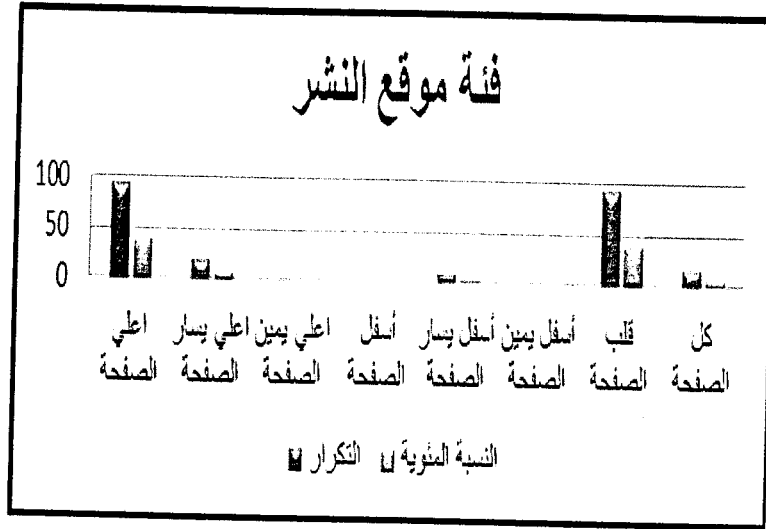 فئة موقع النشر
100
50
0
اعلي الصفحة
اعلي يسار الصفحة
اعلي يمين الصفحة
أسفل الصفحة
أسفل يسار الصفحة
أسفل يمين الصفحة
قلب الصفحة
كل الصفحة
التكرار
النسبة المئوية